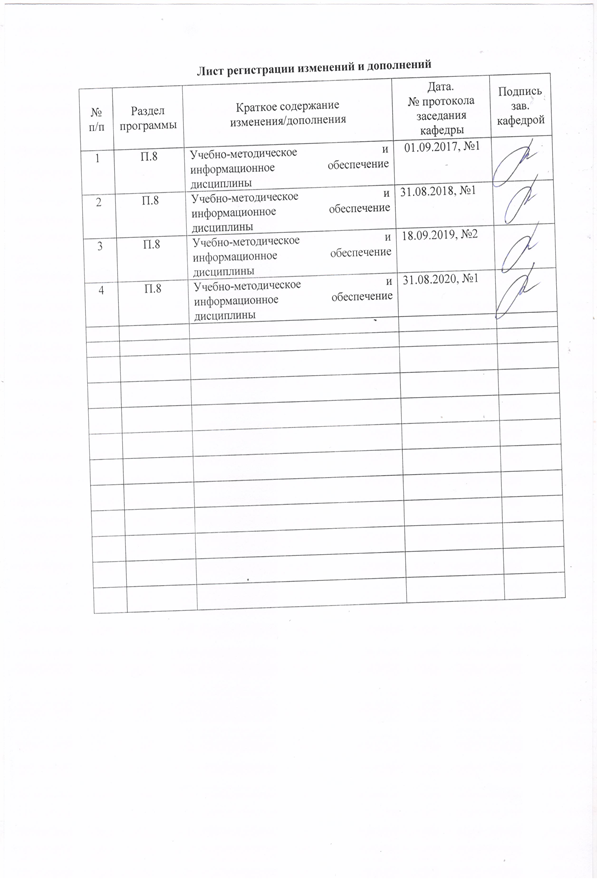 Лист регистрации изменений и дополнений
№ п/п
Раздел программы
Краткое содержание изменения/дополнения
Дата. № протокола заседания кафедры
Подпись зав. кафедрой
1 П.8 Учебно-методическое и 01.09.2017, №1
информационное обеспечение
дисциплины
2 П.8 Учебно-методическое и 31.08.2018, №1
информационное обеспечение
дисциплины
3 П.8 Учебно-методическое и 18.09.2019, №2
информационное обеспечение
дисциплины
4 П.8 Учебно-методическое и 31.08.2020, №1
информационное обеспечение
дисциплины